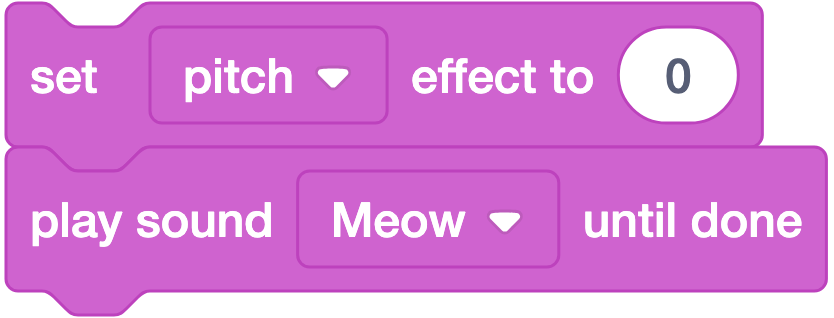 set pitch effect to 0
play sound Meow until done